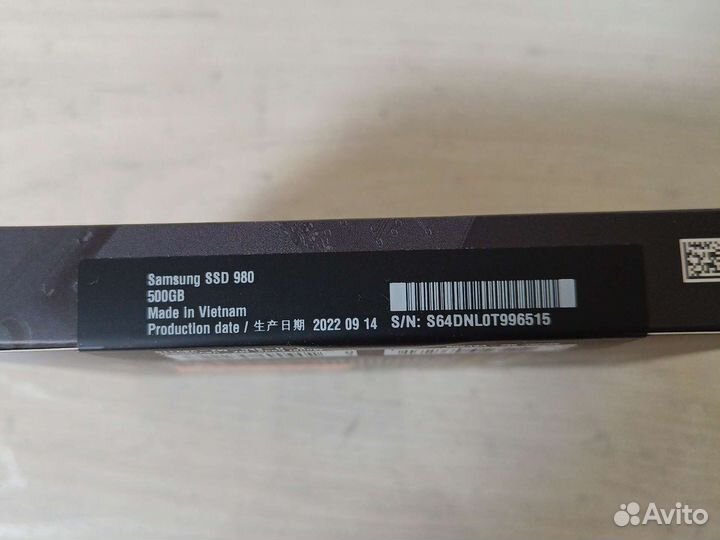 Samsung SSD 980
500GB
Made in Vietnam
Production date / 生产日期 2022 09 14
S/N: S64DNL0T996515
Avito